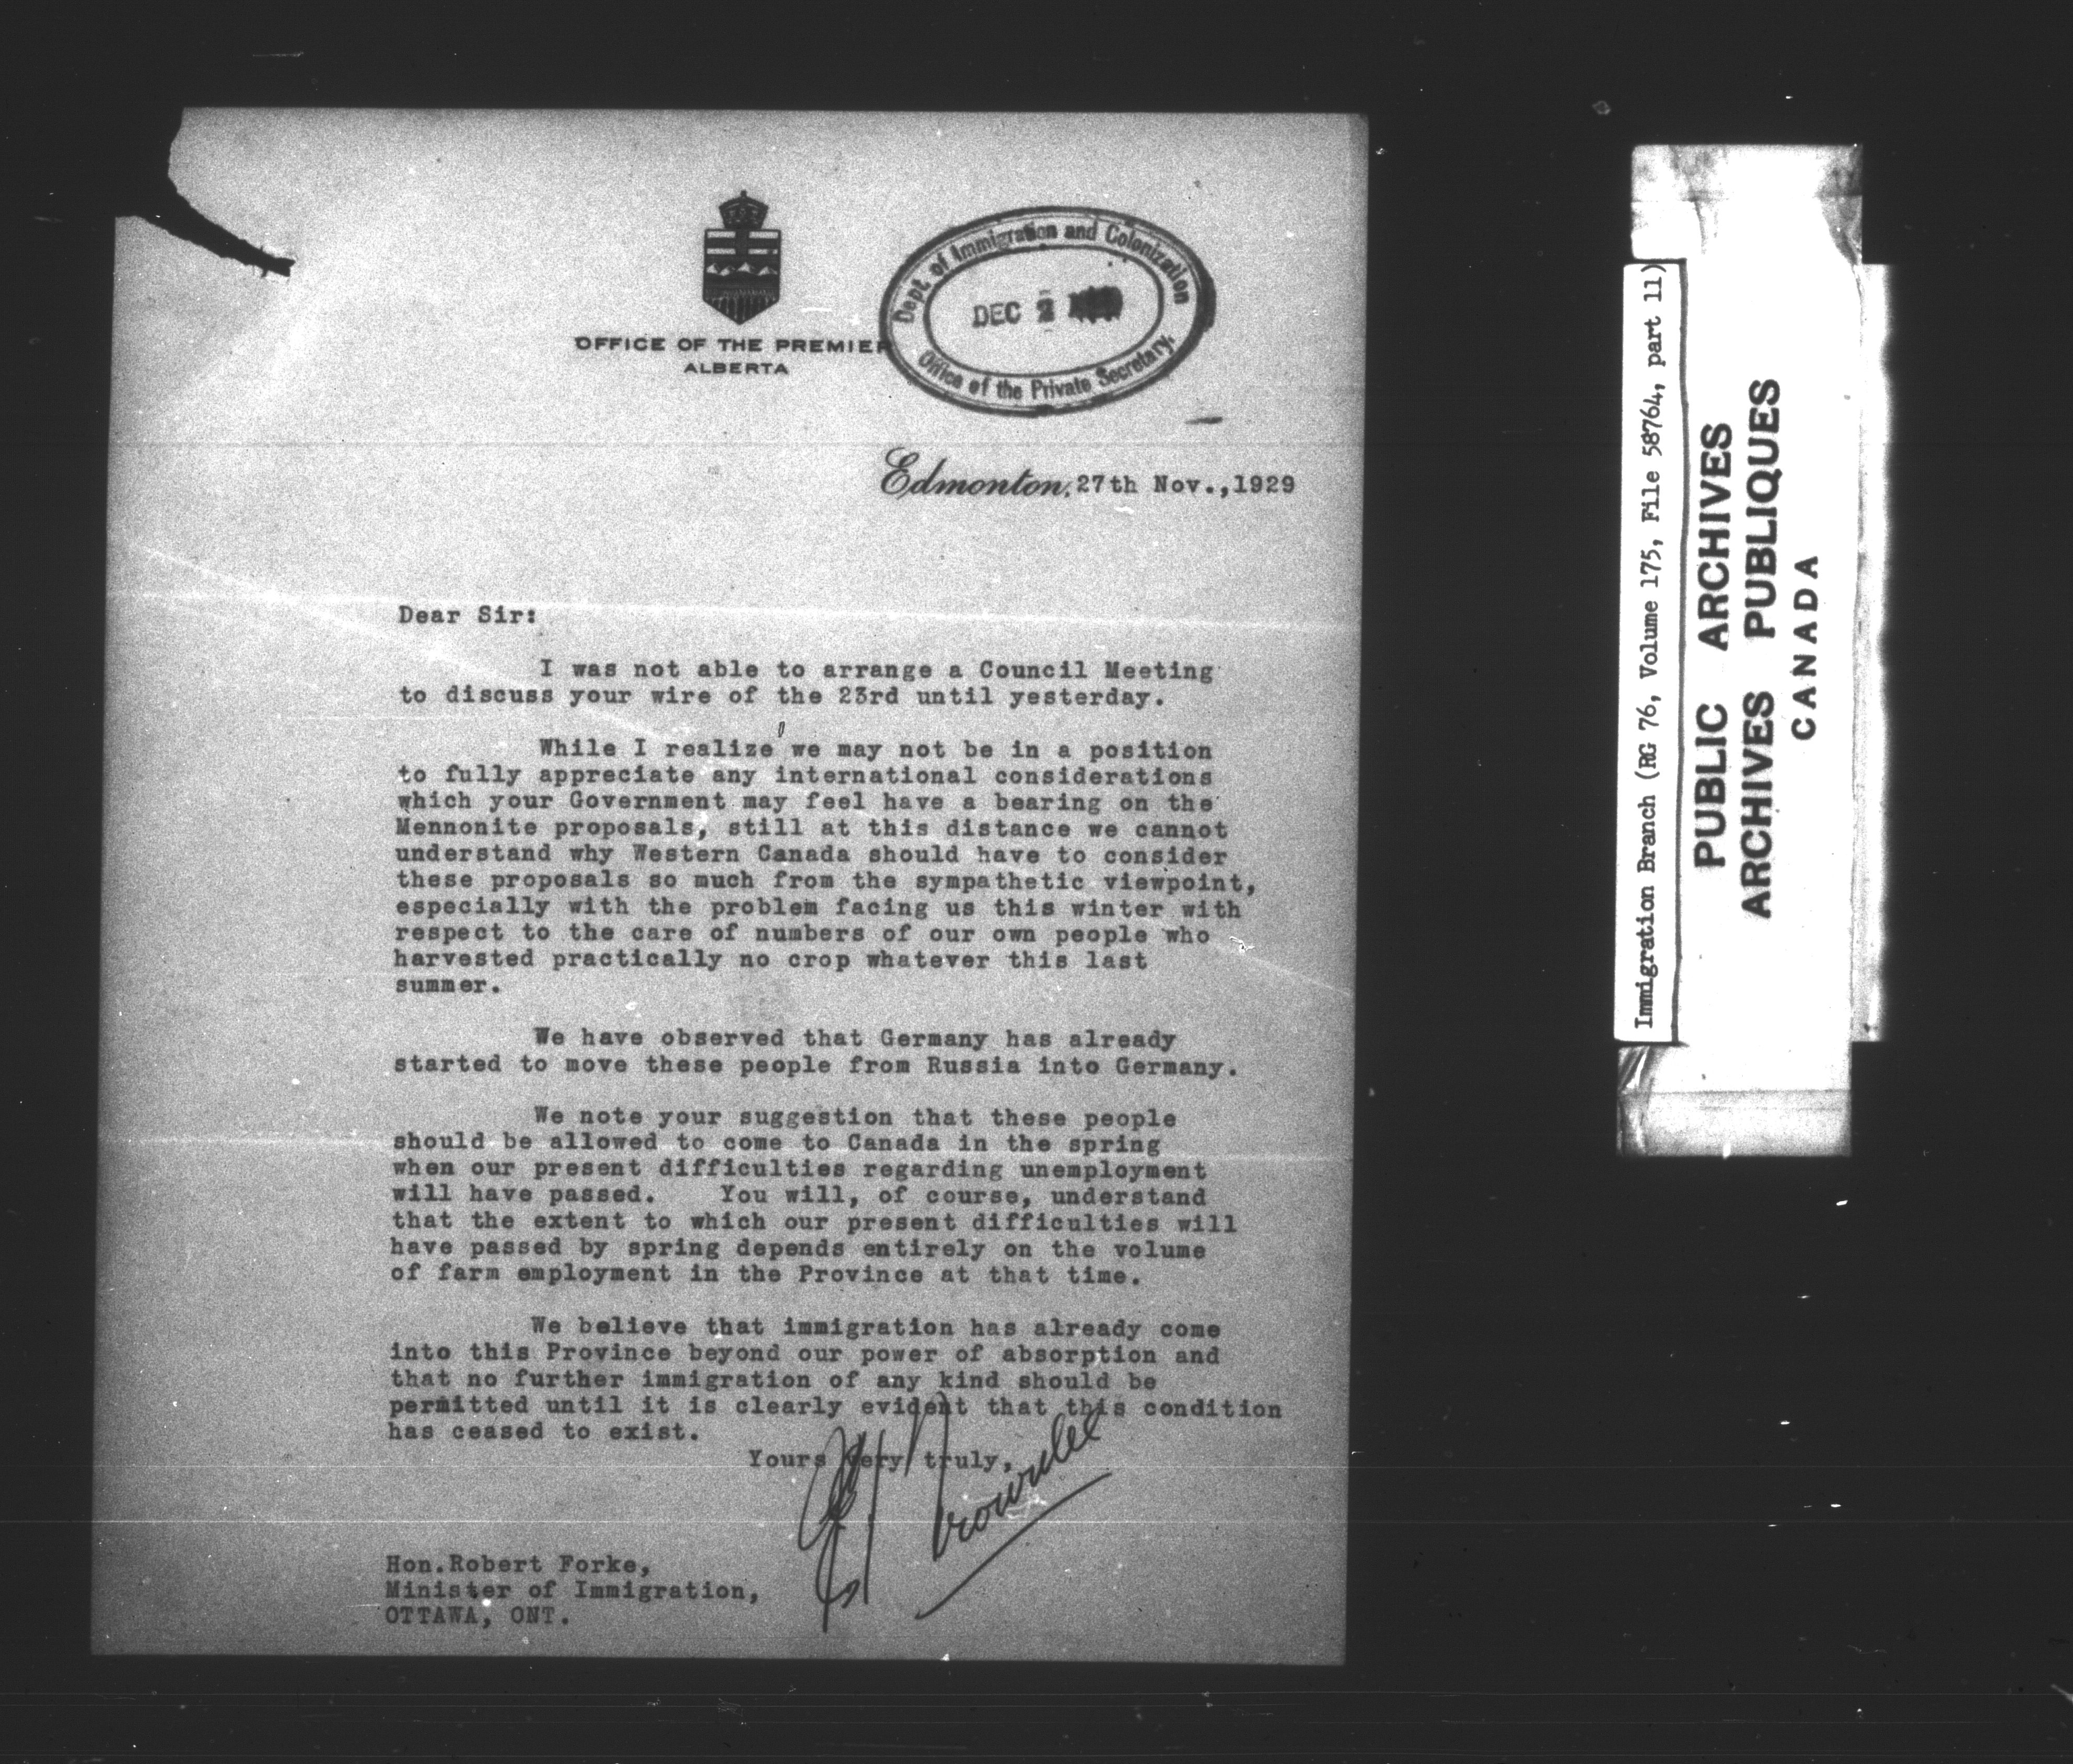 OFFICE OF THE PREMIER
ALBERTA
Dept. of Immigration and Colonization
DEC 2
Office of the Private Secretary.
Edmonton, 27th Nov., 1929
Dear Sir:
I was not able to arrange a Council Meeting
to discuss your wire of the 23rd until yesterday.
While I realize we may not be in a position
to fully appreciate any international considerations
which your Government may feel have a bearing on the
Mennonite proposals, still at this distance we cannot
understand why Western Canada should have to consider
these proposals so much from the sympathetic viewpoint,
especially with the problem facing us this winter with
respect to the care of numbers of our own people who
harvested practically no crop whatever this last
summer.
We have observed that Germany has already
started to move these people from Russia into Germany.
We note your suggestion that these people
should be allowed to come to Canada in the spring
when our present difficulties regarding unemployment
will have passed. You will, of course, understand
that the extent to which our present difficulties will
have passed by spring depends entirely on the volume
of farm employment in the Province at that time.
We believe that immigration has already come
into this Province beyond our power of absorption and
that no further immigration of any kind should be
permitted until it is clearly evident that this condition
has ceased to exist.
Yours very truly,
Brownlee
Hon.Robert Forke,
Minister of Immigration,
OTTAWA, ONT.
Immigration Branch (RG 76, Volume 175, File 58764, part 11)
PUBLIC ARCHIVES
ARCHIVES PUBLIQUES
CANADA